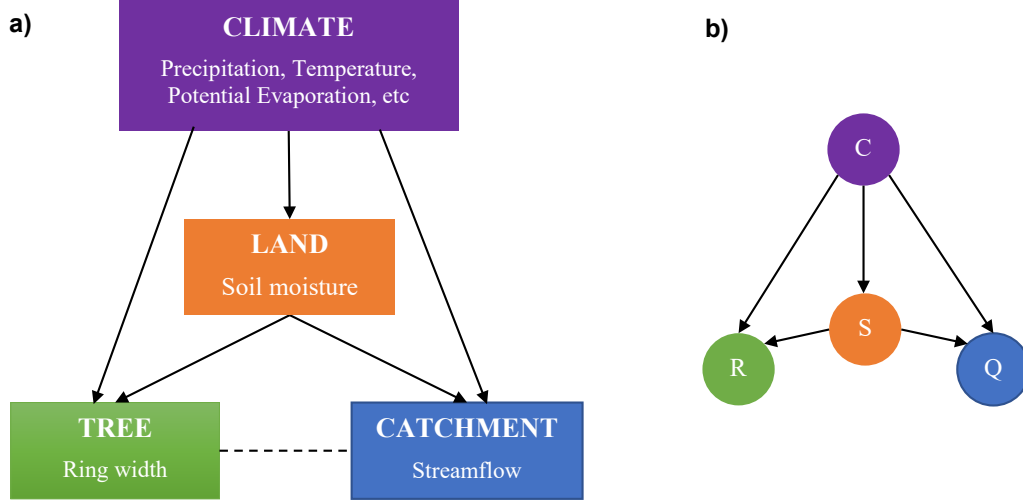 a)
CLIMATE
Precipitation, Temperature,
Potential Evaporation, etc
LAND
Soil moisture
TREE
Ring width
CATCHMENT
Streamflow
b)
C
S
R
Q